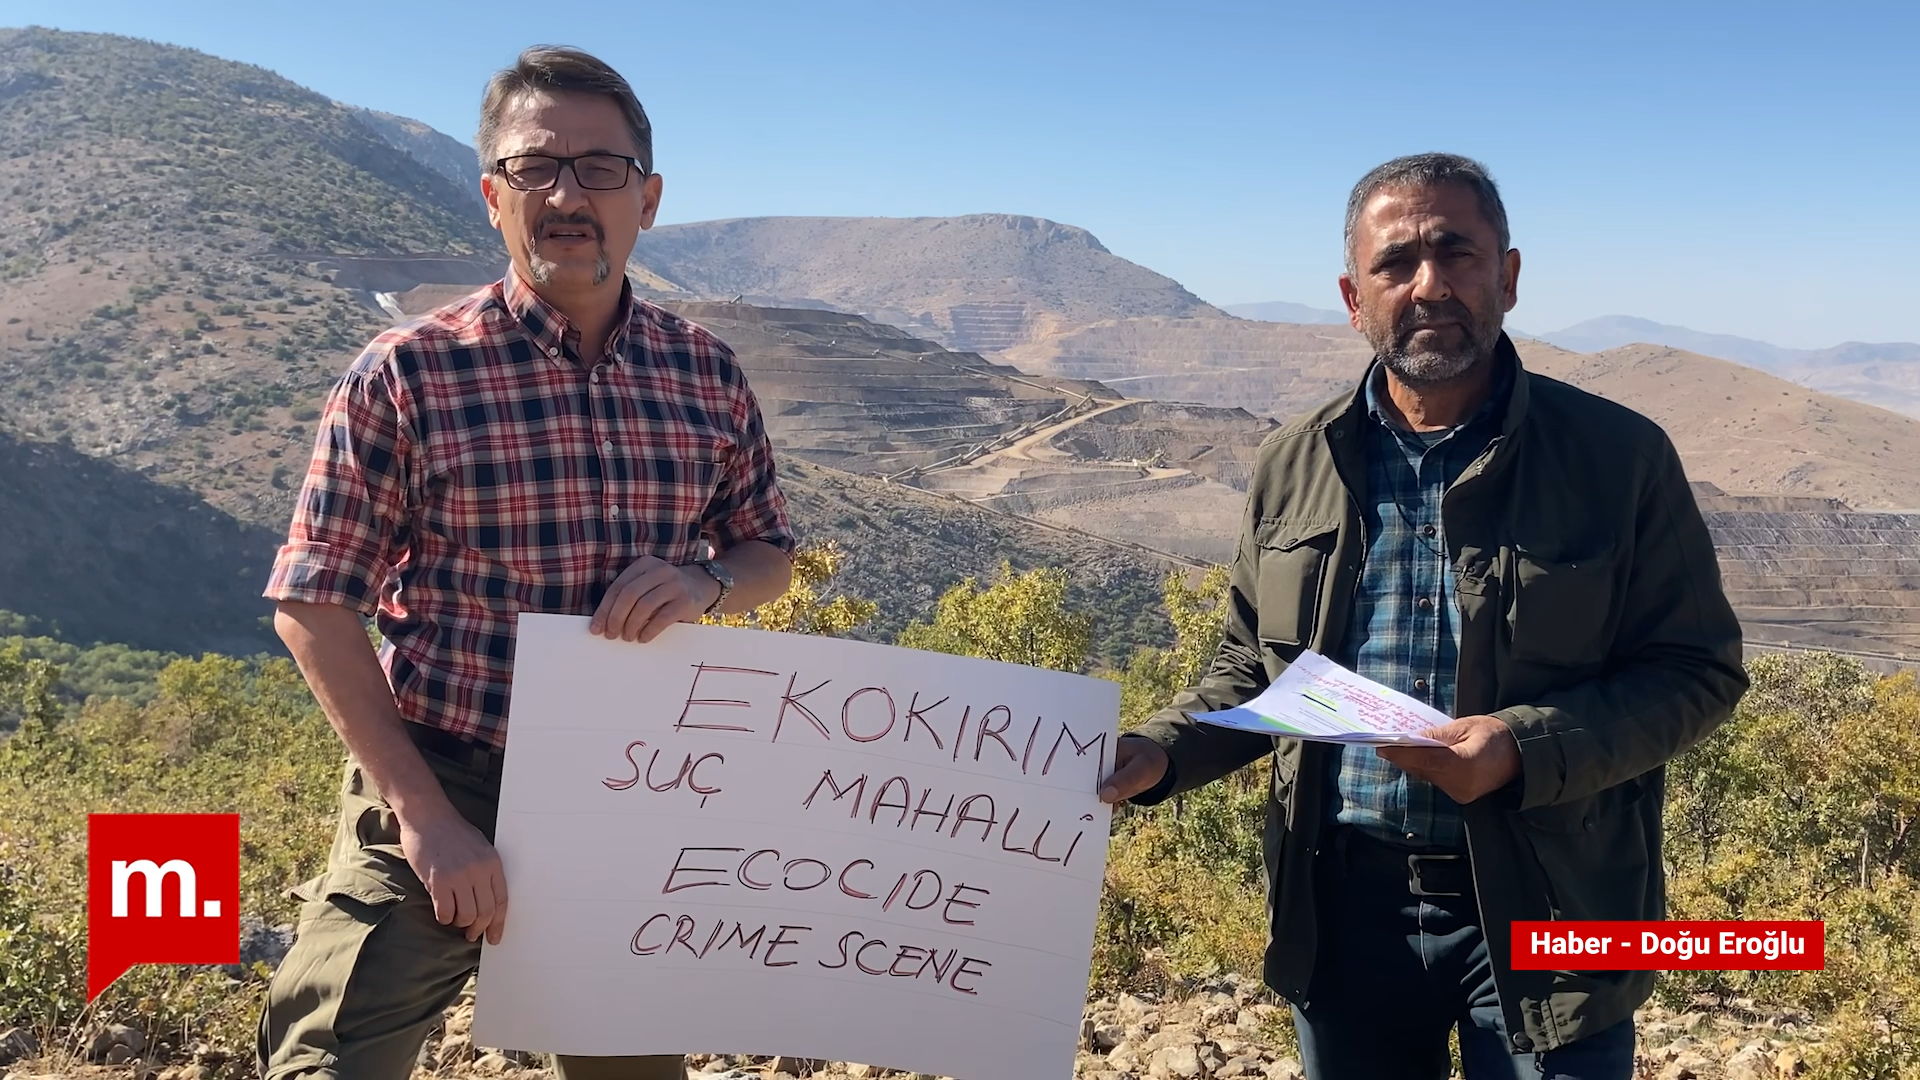 EKOKIRIM
SUÇ MAHALLİ
ECOCIDE
CRIME SCENE
m.
Haber - Doğu Eroğlu